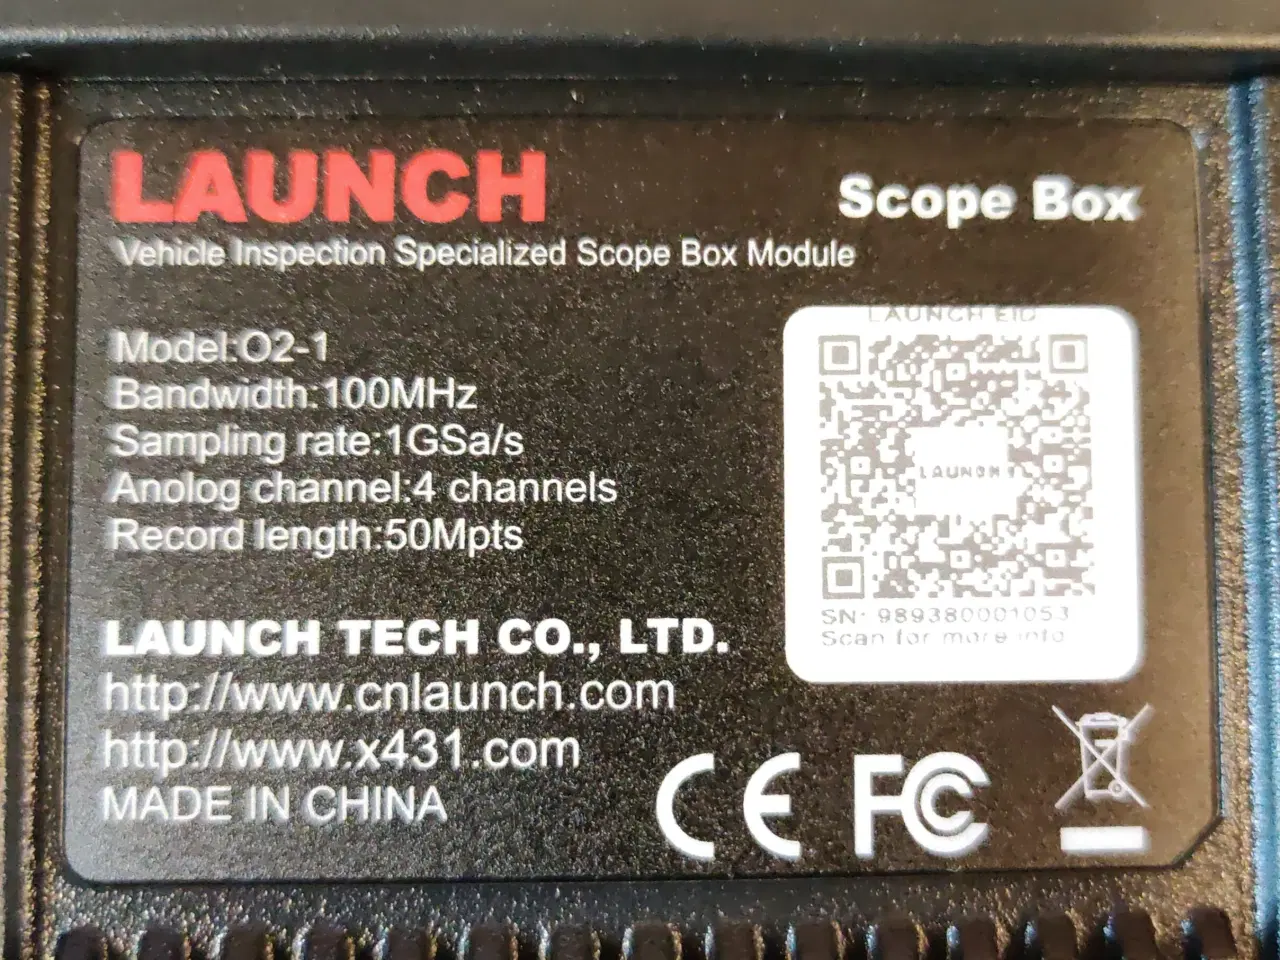 LAUNCH
Scope Box
Vehicle Inspection Specialized Scope Box Module
Model:O2-1
Bandwidth:100MHz
Sampling rate:1GSa/s
Anolog channel:4 channels
Record length:50Mpts
LAUNCH EID
LAUNCH
SN: 989380001053
Scan for more info
LAUNCH TECH CO., LTD.
http://www.cnlaunch.com
http://www.x431.com
MADE IN CHINA
CE FC